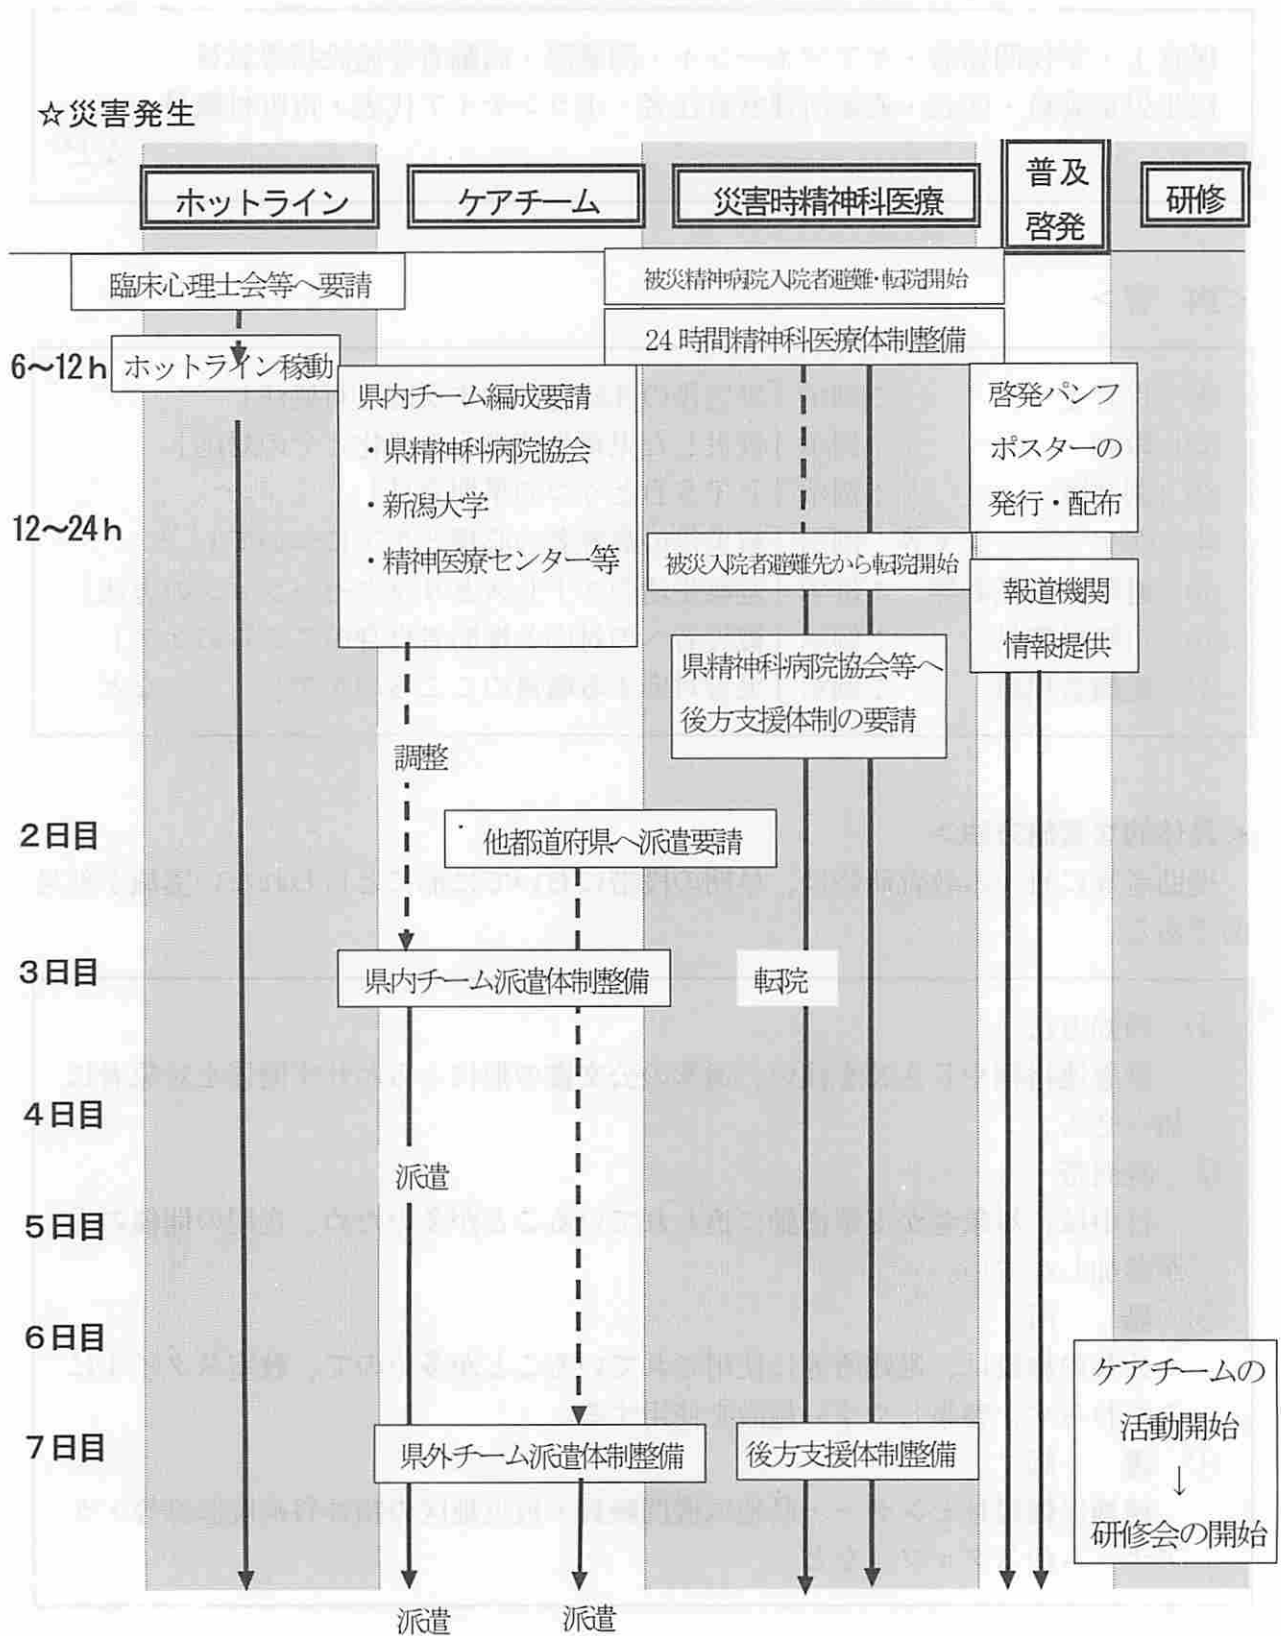 ☆災害発生
ホットライン
ケアチーム
災害時精神科医療
普及
啓発
研修
臨床心理士会等へ要請
被災精神病院入院者避難・転院開始
24時間精神科医療体制整備
6〜12h
ホットライン稼動
県内チーム編成要請
・県精神科病院協会
・新潟大学
・精神医療センター等
啓発パンフ
ポスターの
発行・配布
12〜24h
被災入院者避難先から転院開始
報道機関
情報提供
県精神科病院協会等へ
後方支援体制の要請
調整
2日目
他都道府県へ派遣要請
3日目
県内チーム派遣体制整備
転院
4日目
派遣
5日目
6日目
ケアチームの
活動開始
↓
研修会の開始
7日目
県外チーム派遣体制整備
後方支援体制整備
派遣
派遣